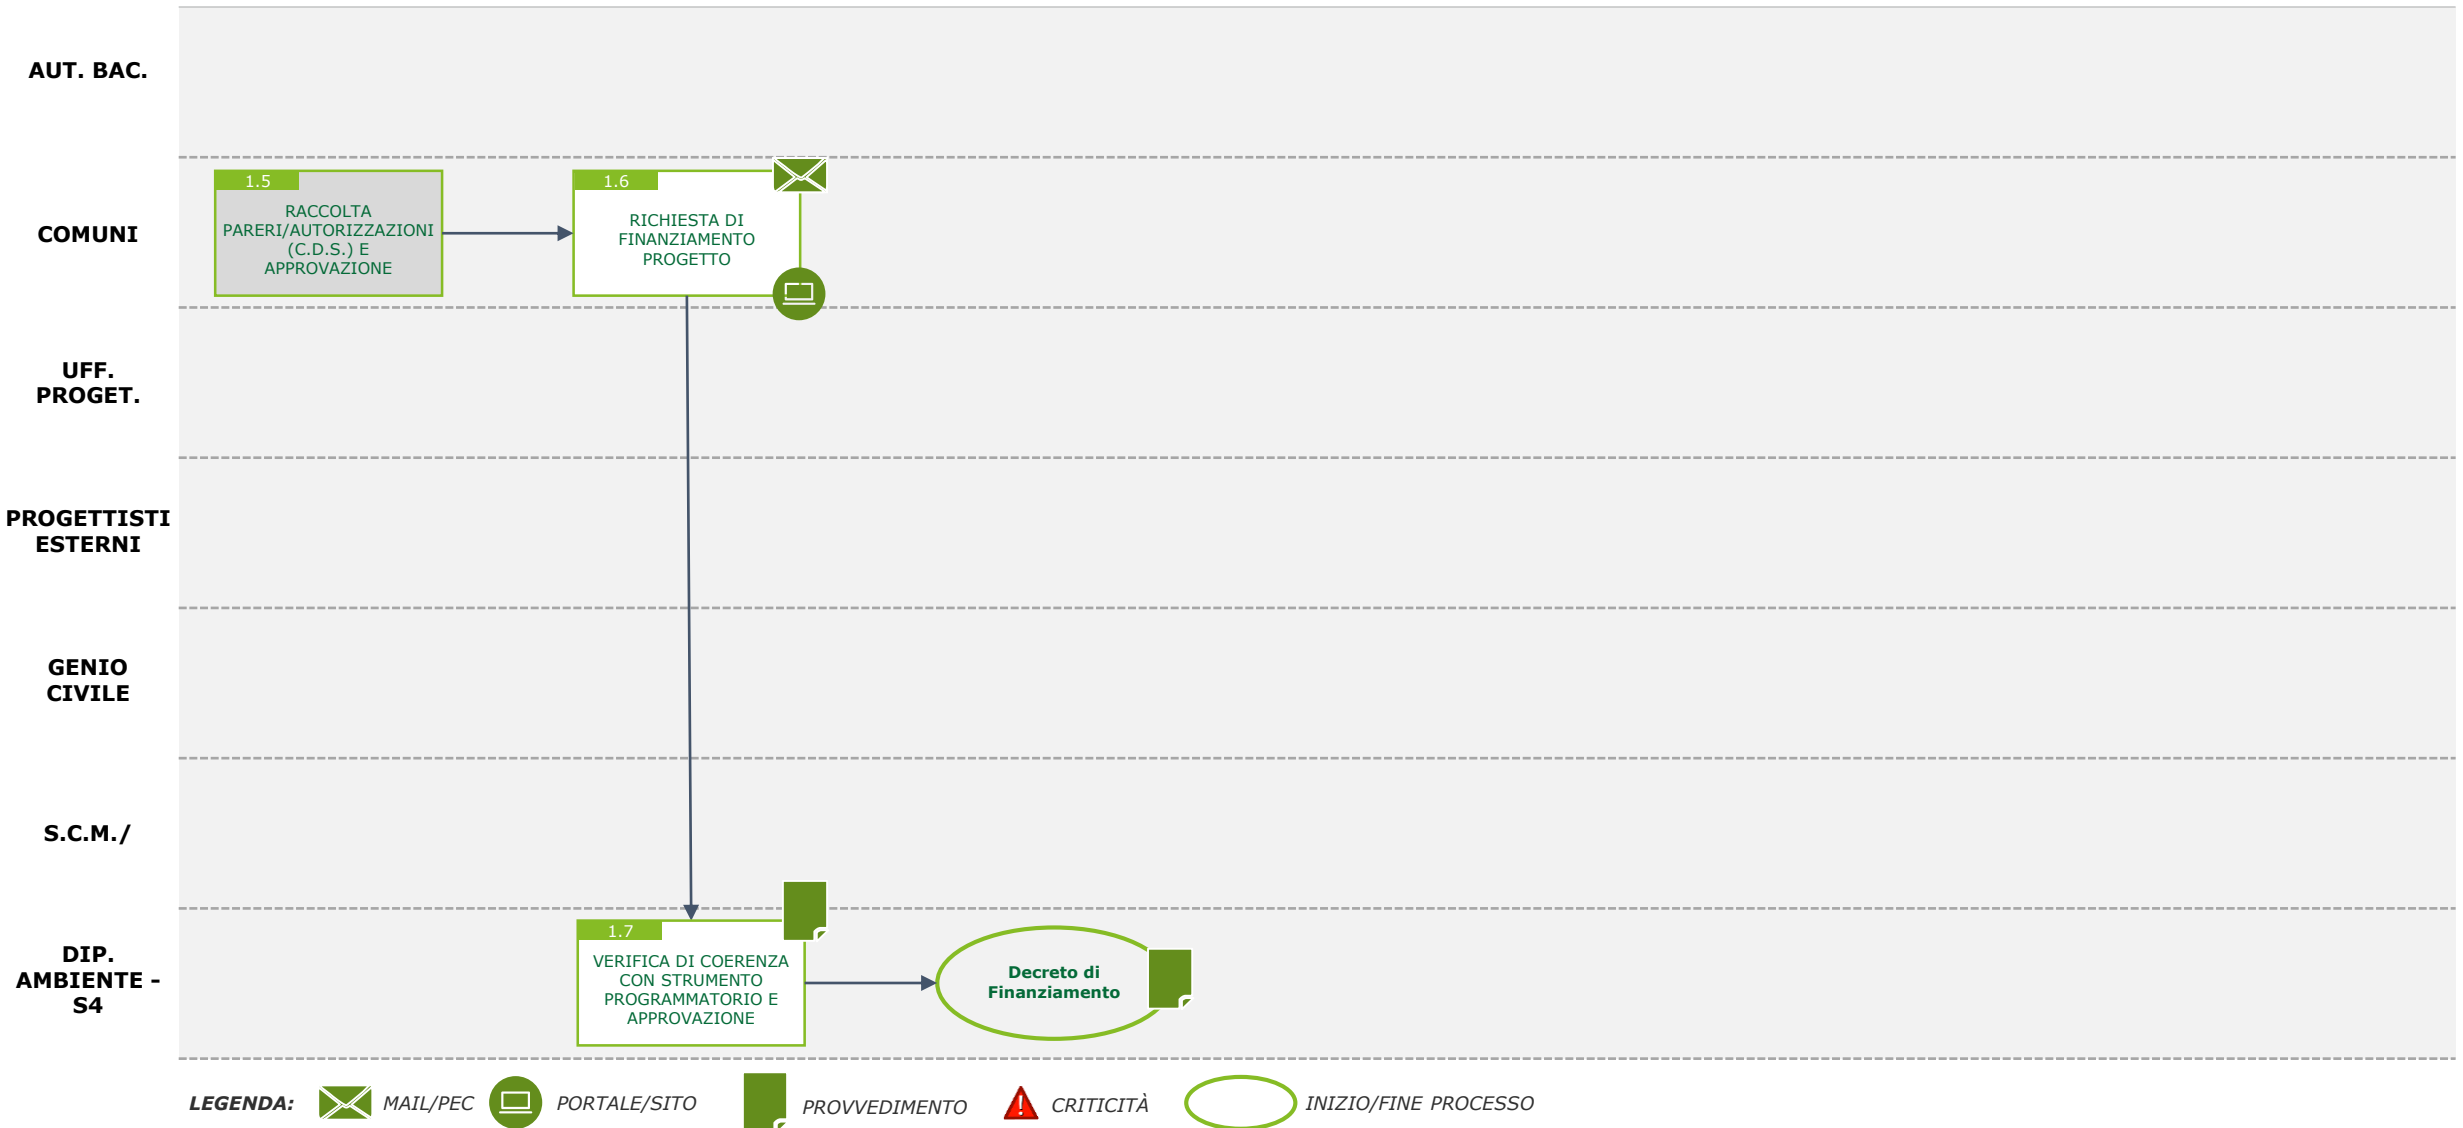 AUT. BAC.
COMUNI
1.5
RACCOLTA
PARERI/AUTORIZZAZIONI
(C.D.S.) E
APPROVAZIONE
1.6
RICHIESTA DI
FINANZIAMENTO
PROGETTO
UFF.
PROGET.
PROGETTISTI
ESTERNI
GENIO
CIVILE
S.C.M./
DIP.
AMBIENTE -
S4
1.7
VERIFICA DI COERENZA
CON STRUMENTO
PROGRAMMATORIO E
APPROVAZIONE
Decreto di
Finanziamento
LEGENDA: MAIL/PEC PORTALE/SITO PROVVEDIMENTO CRITICITÀ INIZIO/FINE PROCESSO